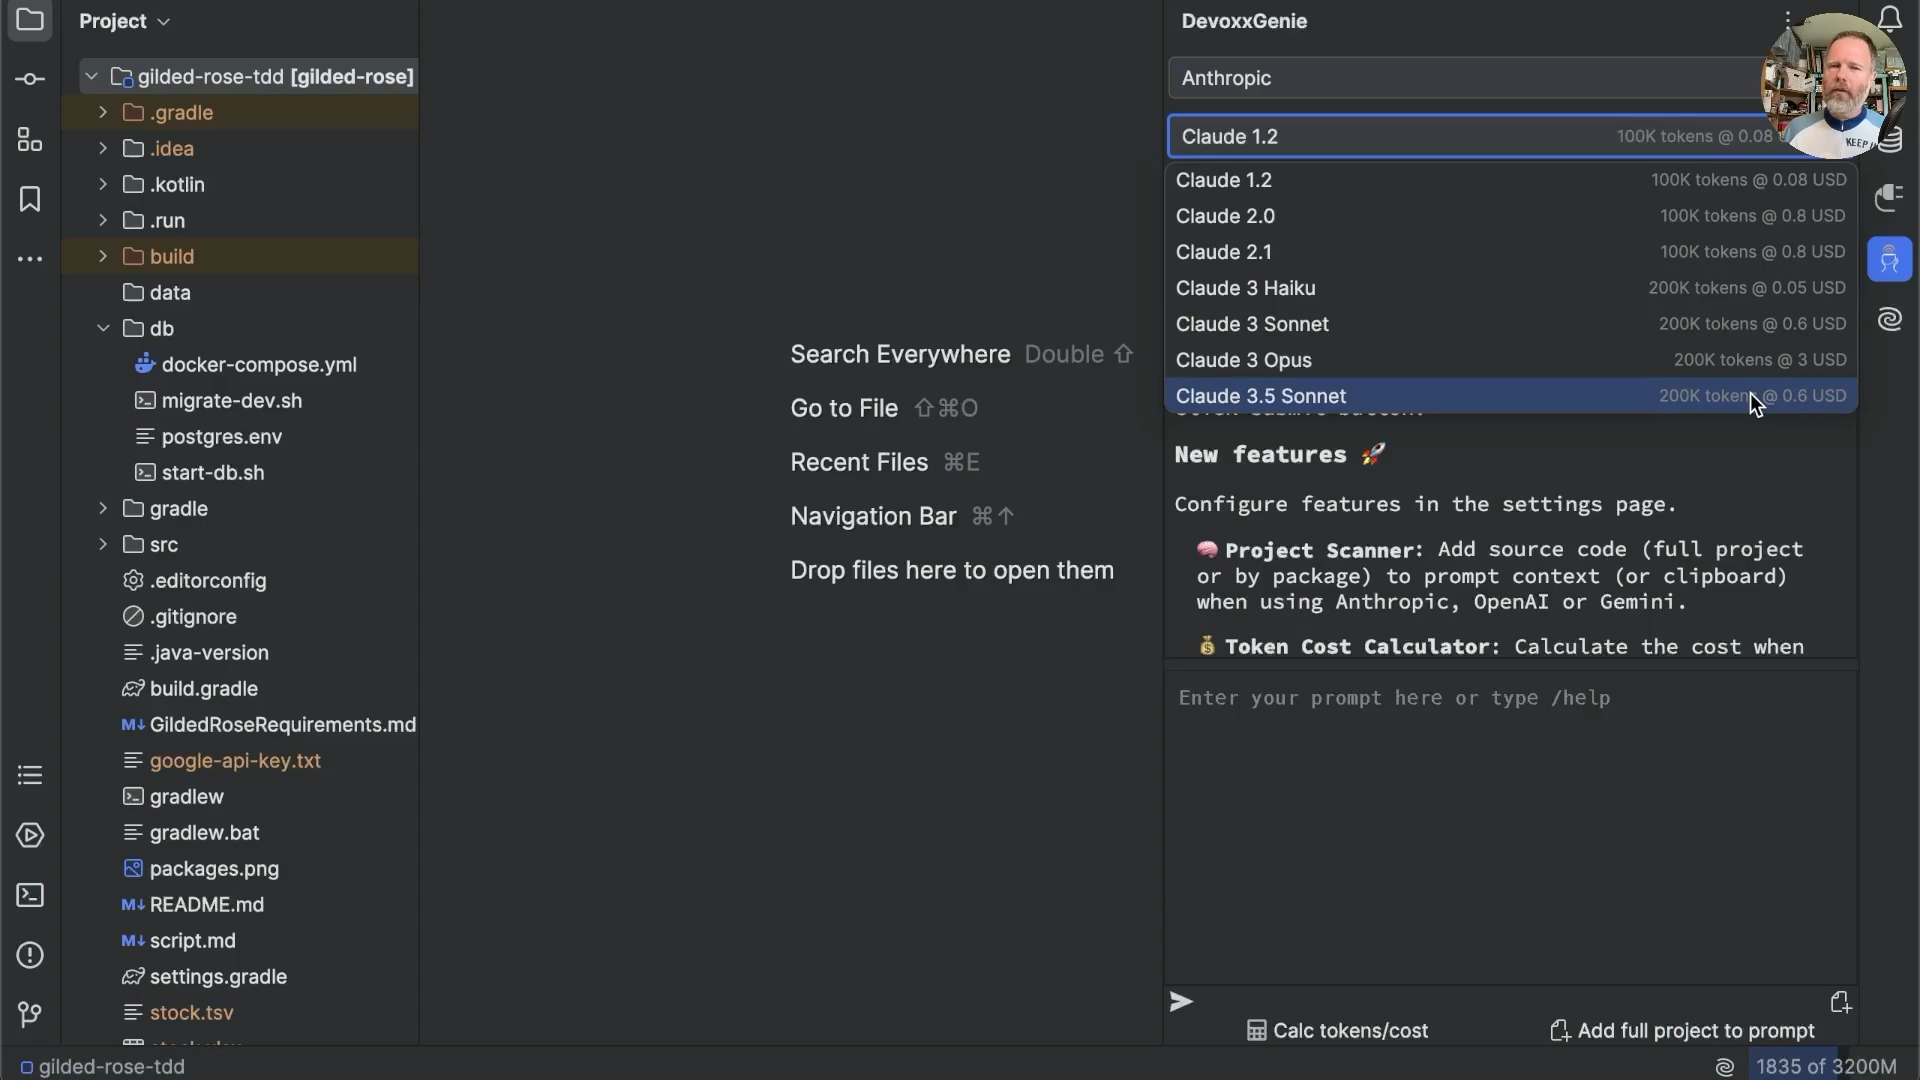 Project
gilded-rose-tdd [gilded-rose]
.gradle
.idea
.kotlin
.run
build
data
db
docker-compose.yml
migrate-dev.sh
postgres.env
start-db.sh
gradle
src
.editorconfig
.gitignore
.java-version
build.gradle
M↓ GildedRoseRequirements.md
google-api-key.txt
gradlew
gradlew.bat
packages.png
M↓ README.md
M↓ script.md
settings.gradle
stock.tsv
gilded-rose-tdd
Search Everywhere Double ⇧
Go to File ⇧⌘O
Recent Files ⌘E
Navigation Bar ⌘↑
Drop files here to open them
DevoxxGenie
Anthropic
Claude 1.2 100K tokens @ 0.08
Claude 1.2 100K tokens @ 0.08 USD
Claude 2.0 100K tokens @ 0.8 USD
Claude 2.1 100K tokens @ 0.8 USD
Claude 3 Haiku 200K tokens @ 0.05 USD
Claude 3 Sonnet 200K tokens @ 0.6 USD
Claude 3 Opus 200K tokens @ 3 USD
Claude 3.5 Sonnet 200K tokens @ 0.6 USD
New features 🚀
Configure features in the settings page.
🧠 Project Scanner: Add source code (full project
or by package) to prompt context (or clipboard)
when using Anthropic, OpenAI or Gemini.
💰 Token Cost Calculator: Calculate the cost when
Enter your prompt here or type /help
Calc tokens/cost
Add full project to prompt
1835 of 3200M
KEEP